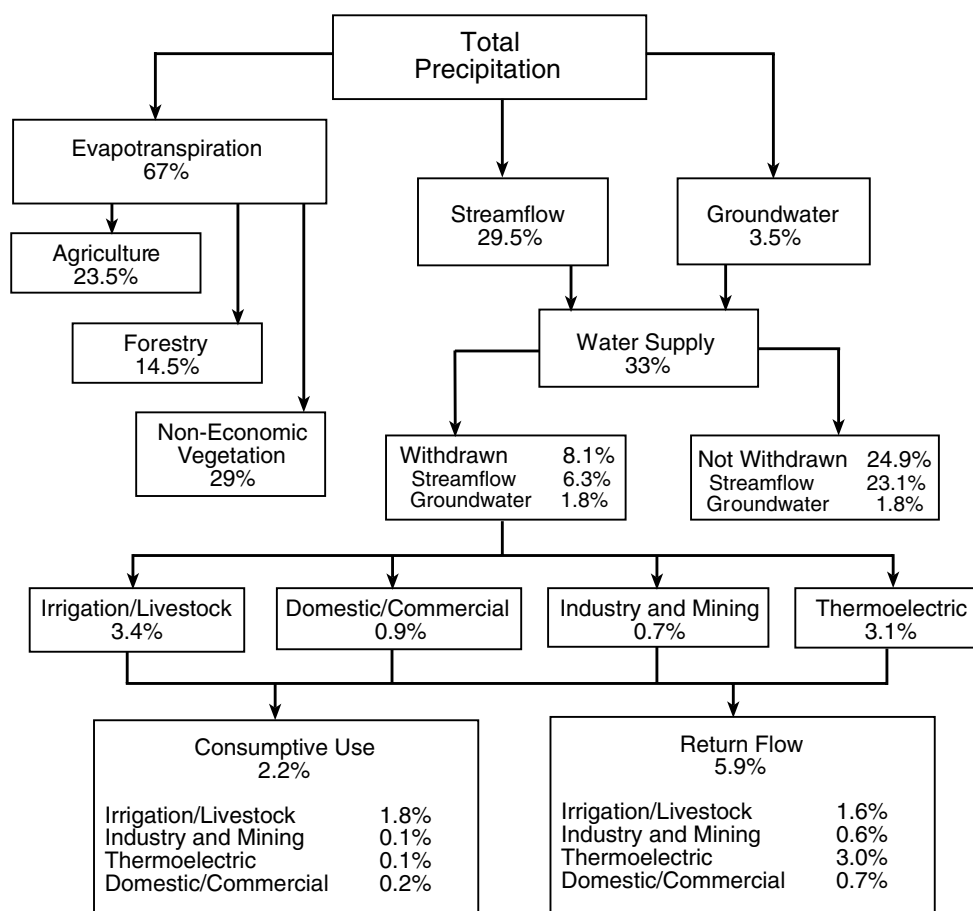 Total
Precipitation
Evapotranspiration
67%
Streamflow
29.5%
Groundwater
3.5%
Agriculture
23.5%
Forestry
14.5%
Non-Economic
Vegetation
29%
Water Supply
33%
Withdrawn 8.1%
Streamflow 6.3%
Groundwater 1.8%
Not Withdrawn 24.9%
Streamflow 23.1%
Groundwater 1.8%
Irrigation/Livestock
3.4%
Domestic/Commercial
0.9%
Industry and Mining
0.7%
Thermoelectric
3.1%
Consumptive Use
2.2%
Irrigation/Livestock 1.8%
Industry and Mining 0.1%
Thermoelectric 0.1%
Domestic/Commercial 0.2%
Return Flow
5.9%
Irrigation/Livestock 1.6%
Industry and Mining 0.6%
Thermoelectric 3.0%
Domestic/Commercial 0.7%